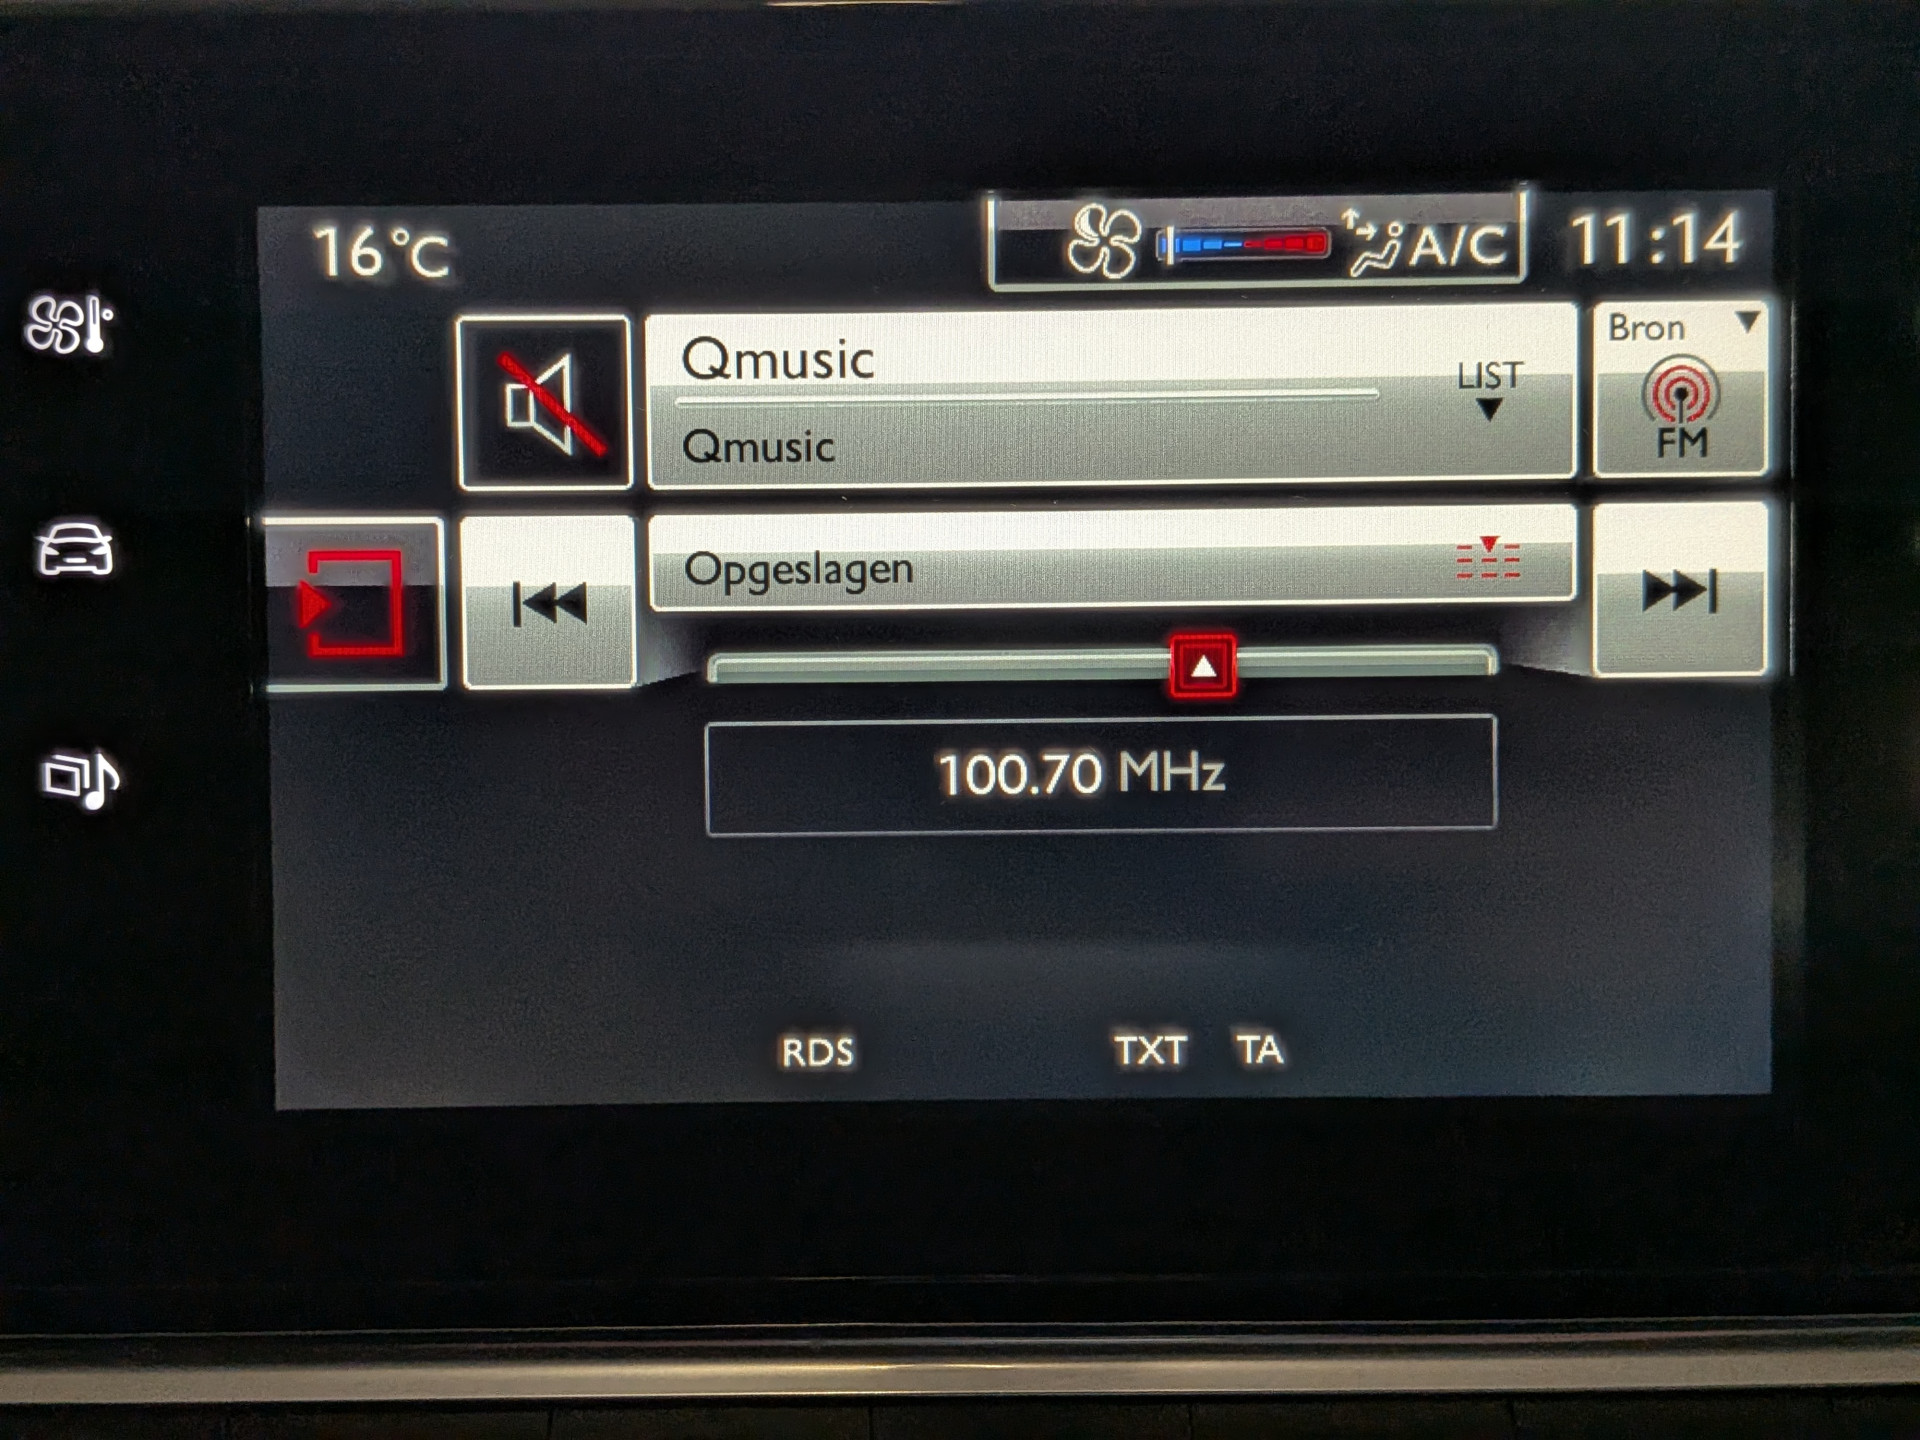 16°C
A/C
11:14
Qmusic
LIST
Qmusic
Bron
FM
Opgeslagen
100.70 MHz
RDS TXT TA